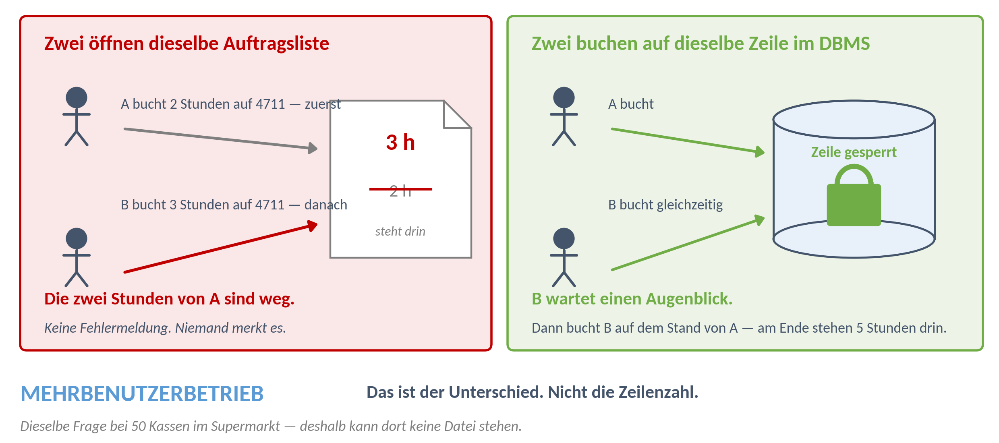 Zwei öffnen dieselbe Auftragsliste
A bucht 2 Stunden auf 4711 — zuerst
3 h
2 h
B bucht 3 Stunden auf 4711 — danach
steht drin
Die zwei Stunden von A sind weg.
Keine Fehlermeldung. Niemand merkt es.
Zwei buchen auf dieselbe Zeile im DBMS
A bucht
Zeile gesperrt
B bucht gleichzeitig
B wartet einen Augenblick.
Dann bucht B auf dem Stand von A — am Ende stehen 5 Stunden drin.
MEHRBENUTZERBETRIEB
Das ist der Unterschied. Nicht die Zeilenzahl.
Dieselbe Frage bei 50 Kassen im Supermarkt — deshalb kann dort keine Datei stehen.